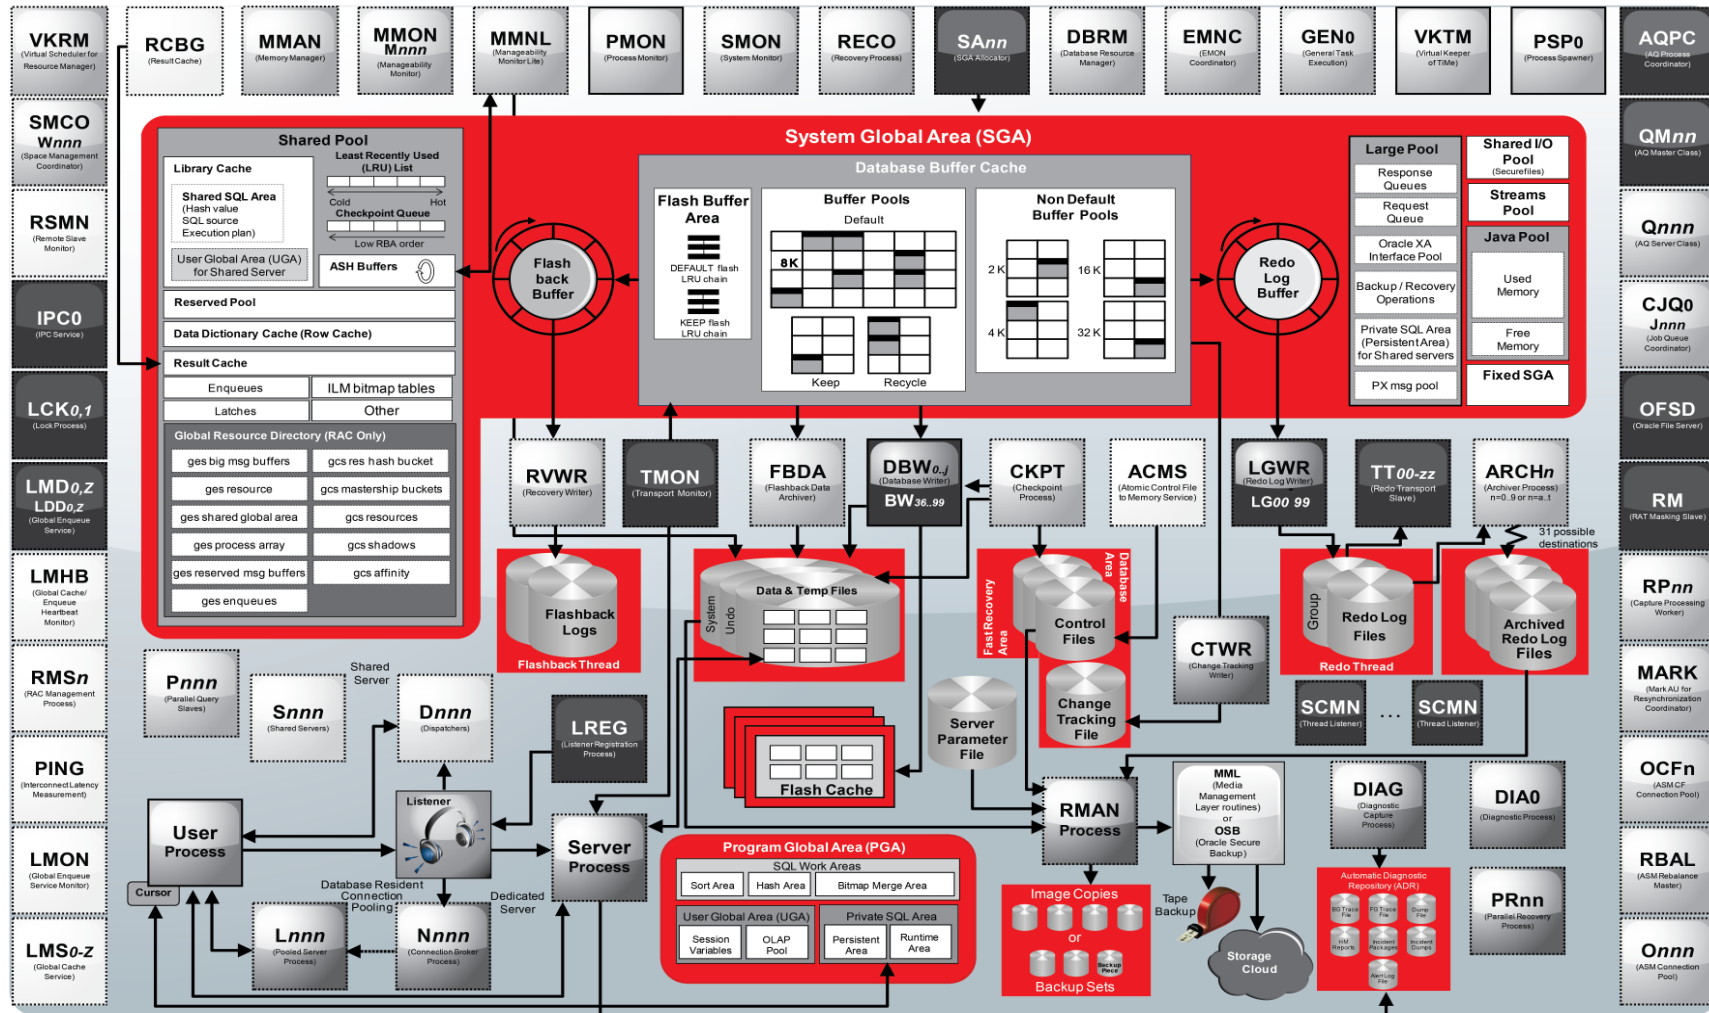 VKRM
(Virtual Scheduler for
Resource Manager)
RCBG
(Result Cache)
MMAN
(Memory Manager)
MMON
Mnnn
(Manageability
Monitor)
MMNL
(Manageability
Monitor Lite)
PMON
(Process Monitor)
SMON
(System Monitor)
RECO
(Recovery Process)
SAnn
(SGA Allocator)
DBRM
(Database Resource
Manager)
EMNC
(EMON
Coordinator)
GEN0
(General Task
Execution)
VKTM
(Virtual Keeper
of TiMe)
PSP0
(Process Spawner)
AQPC
(AQ Process
Coordinator)
SMCO
Wnnn
(Space Management
Coordinator)
RSMN
(Remote Slave
Monitor)
IPC0
(IPC Service)
LCK0,1
(Lock Process)
LMD0,Z
LDD0,Z
(Global Enqueue
Service)
LMHB
(Global Cache/
Enqueue
Heartbeat
Monitor)
RMSn
(RAC Management
Process)
PING
(Interconnect Latency
Measurement)
LMON
(Global Enqueue
Service Monitor)
LMS0-Z
(Global Cache
Service)
System Global Area (SGA)
Shared Pool
Library Cache
Shared SQL Area
(Hash value
SQL source
Execution plan)
User Global Area (UGA)
for Shared Server
Least Recently Used
(LRU) List
Cold
Hot
Checkpoint Queue
Low RBA order
ASH Buffers
Reserved Pool
Data Dictionary Cache (Row Cache)
Result Cache
Enqueues
ILM bitmap tables
Latches
Other
Global Resource Directory (RAC Only)
ges big msg buffers
gcs res hash bucket
ges resource
gcs mastership buckets
ges shared global area
gcs resources
ges process array
gcs shadows
ges reserved msg buffers
gcs affinity
ges enqueues
Flash
back
Buffer
Database Buffer Cache
Flash Buffer
Area
DEFAULT flash
LRU chain
KEEP flash
LRU chain
Buffer Pools
Default
8 K
Keep
Recycle
Non Default
Buffer Pools
2 K
16 K
4 K
32 K
Redo
Log
Buffer
Large Pool
Response
Queues
Request
Queue
Oracle XA
Interface Pool
Backup / Recovery
Operations
Private SQL Area
(Persistent Area)
for Shared servers
PX msg pool
Shared I/O
Pool
(Securefiles)
Streams
Pool
Java Pool
Used
Memory
Free
Memory
Fixed SGA
QMnn
(AQ Master Class)
Qnnn
(AQ Server Class)
CJQ0
Jnnn
(Job Queue
Coordinator)
OFSD
(Oracle File Server)
RM
(RAT Masking Slave)
RPnn
(Capture Processing
Worker)
MARK
(Mark AU for
Resynchronization
Coordinator)
OCFn
(ASM CF
Connection Pool)
RBAL
(ASM Rebalance
Master)
Onnn
(ASM Connection
Pool)
RVWR
(Recovery Writer)
TMON
(Transport Monitor)
FBDA
(Flashback Data
Archiver)
DBW0..j
(Database Writer)
BW36..99
CKPT
(Checkpoint
Process)
ACMS
(Atomic Control File
to Memory Service)
LGWR
(Redo Log Writer)
LG00 99
TT00-zz
(Redo Transport
Slave)
ARCHn
(Archiver Process)
n=0..9 or n=a..t
31 possible
destinations
Flashback
Logs
Flashback Thread
System
Undo
Data & Temp Files
Fast Recovery
Area
Database
Area
Control
Files
Change
Tracking
File
CTWR
(Change Tracking
Writer)
Group
Redo Log
Files
Redo Thread
Archived
Redo Log
Files
SCMN
(Thread Listener)
...
SCMN
(Thread Listener)
Pnnn
(Parallel Query
Slaves)
Snnn
(Shared Servers)
Shared
Server
Dnnn
(Dispatchers)
LREG
(Listener Registration
Process)
Flash Cache
Server
Parameter
File
User
Process
Cursor
Listener
Server
Process
Database Resident
Connection
Pooling
Dedicated
Server
Lnnn
(Pooled Server
Process)
Nnnn
(Connection Broker
Process)
Program Global Area (PGA)
SQL Work Areas
Sort Area
Hash Area
Bitmap Merge Area
User Global Area (UGA)
Session
Variables
OLAP
Pool
Private SQL Area
Persistent
Area
Runtime
Area
RMAN
Process
MML
(Media
Management
Layer routines)
or
OSB
(Oracle Secure
Backup)
Image Copies
or
Backup
Piece
Backup Sets
Tape
Backup
Storage
Cloud
DIAG
(Diagnostic
Capture
Process)
DIA0
(Diagnostic Process)
Automatic Diagnostic
Repository (ADR)
BG Trace
File
FG Trace
File
Dump
File
HM
Reports
Incident
Packages
Incident
Dumps
Alert Log
File
PRnn
(Parallel Recovery
Process)